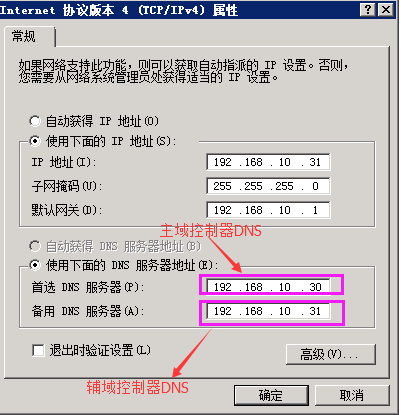 Internet 协议版本 4 (TCP/IPv4) 属性
常规
如果网络支持此功能，则可以获取自动指派的 IP 设置。否则，
您需要从网络系统管理员处获得适当的 IP 设置。
自动获得 IP 地址(O)
使用下面的 IP 地址(S):
IP 地址(I):
192 .168 . 10 . 31
子网掩码(U):
255 .255 .255 . 0
默认网关(D):
192 .168 . 10 . 1
主域控制器DNS
自动获得 DNS 服务器地址(B)
使用下面的 DNS 服务器地址(E):
首选 DNS 服务器(P):
192 .168 . 10 . 30
备用 DNS 服务器(A):
192 .168 . 10 . 31
退出时验证设置(L)
高级(V)...
辅域控制器DNS
确定
取消